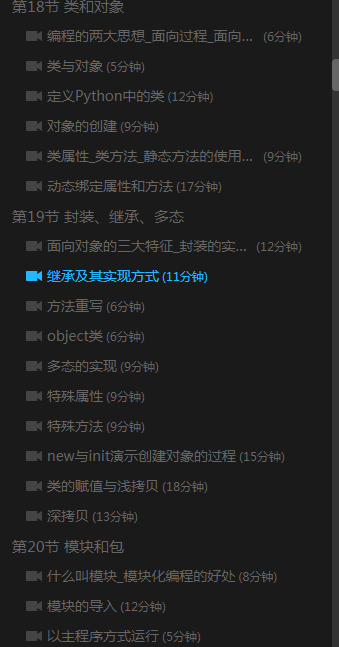 第18节 类和对象
编程的两大思想_面向过程_面向... (6分钟)
类与对象 (5分钟)
定义Python中的类 (12分钟)
对象的创建 (9分钟)
类属性_类方法_静态方法的使用... (9分钟)
动态绑定属性和方法 (17分钟)
第19节 封装、继承、多态
面向对象的三大特征_封装的实... (12分钟)
继承及其实现方式 (11分钟)
方法重写 (6分钟)
object类 (6分钟)
多态的实现 (9分钟)
特殊属性 (9分钟)
特殊方法 (9分钟)
new与init演示创建对象的过程 (15分钟)
类的赋值与浅拷贝 (18分钟)
深拷贝 (13分钟)
第20节 模块和包
什么叫模块_模块化编程的好处 (8分钟)
模块的导入 (12分钟)
以主程序方式运行 (5分钟)